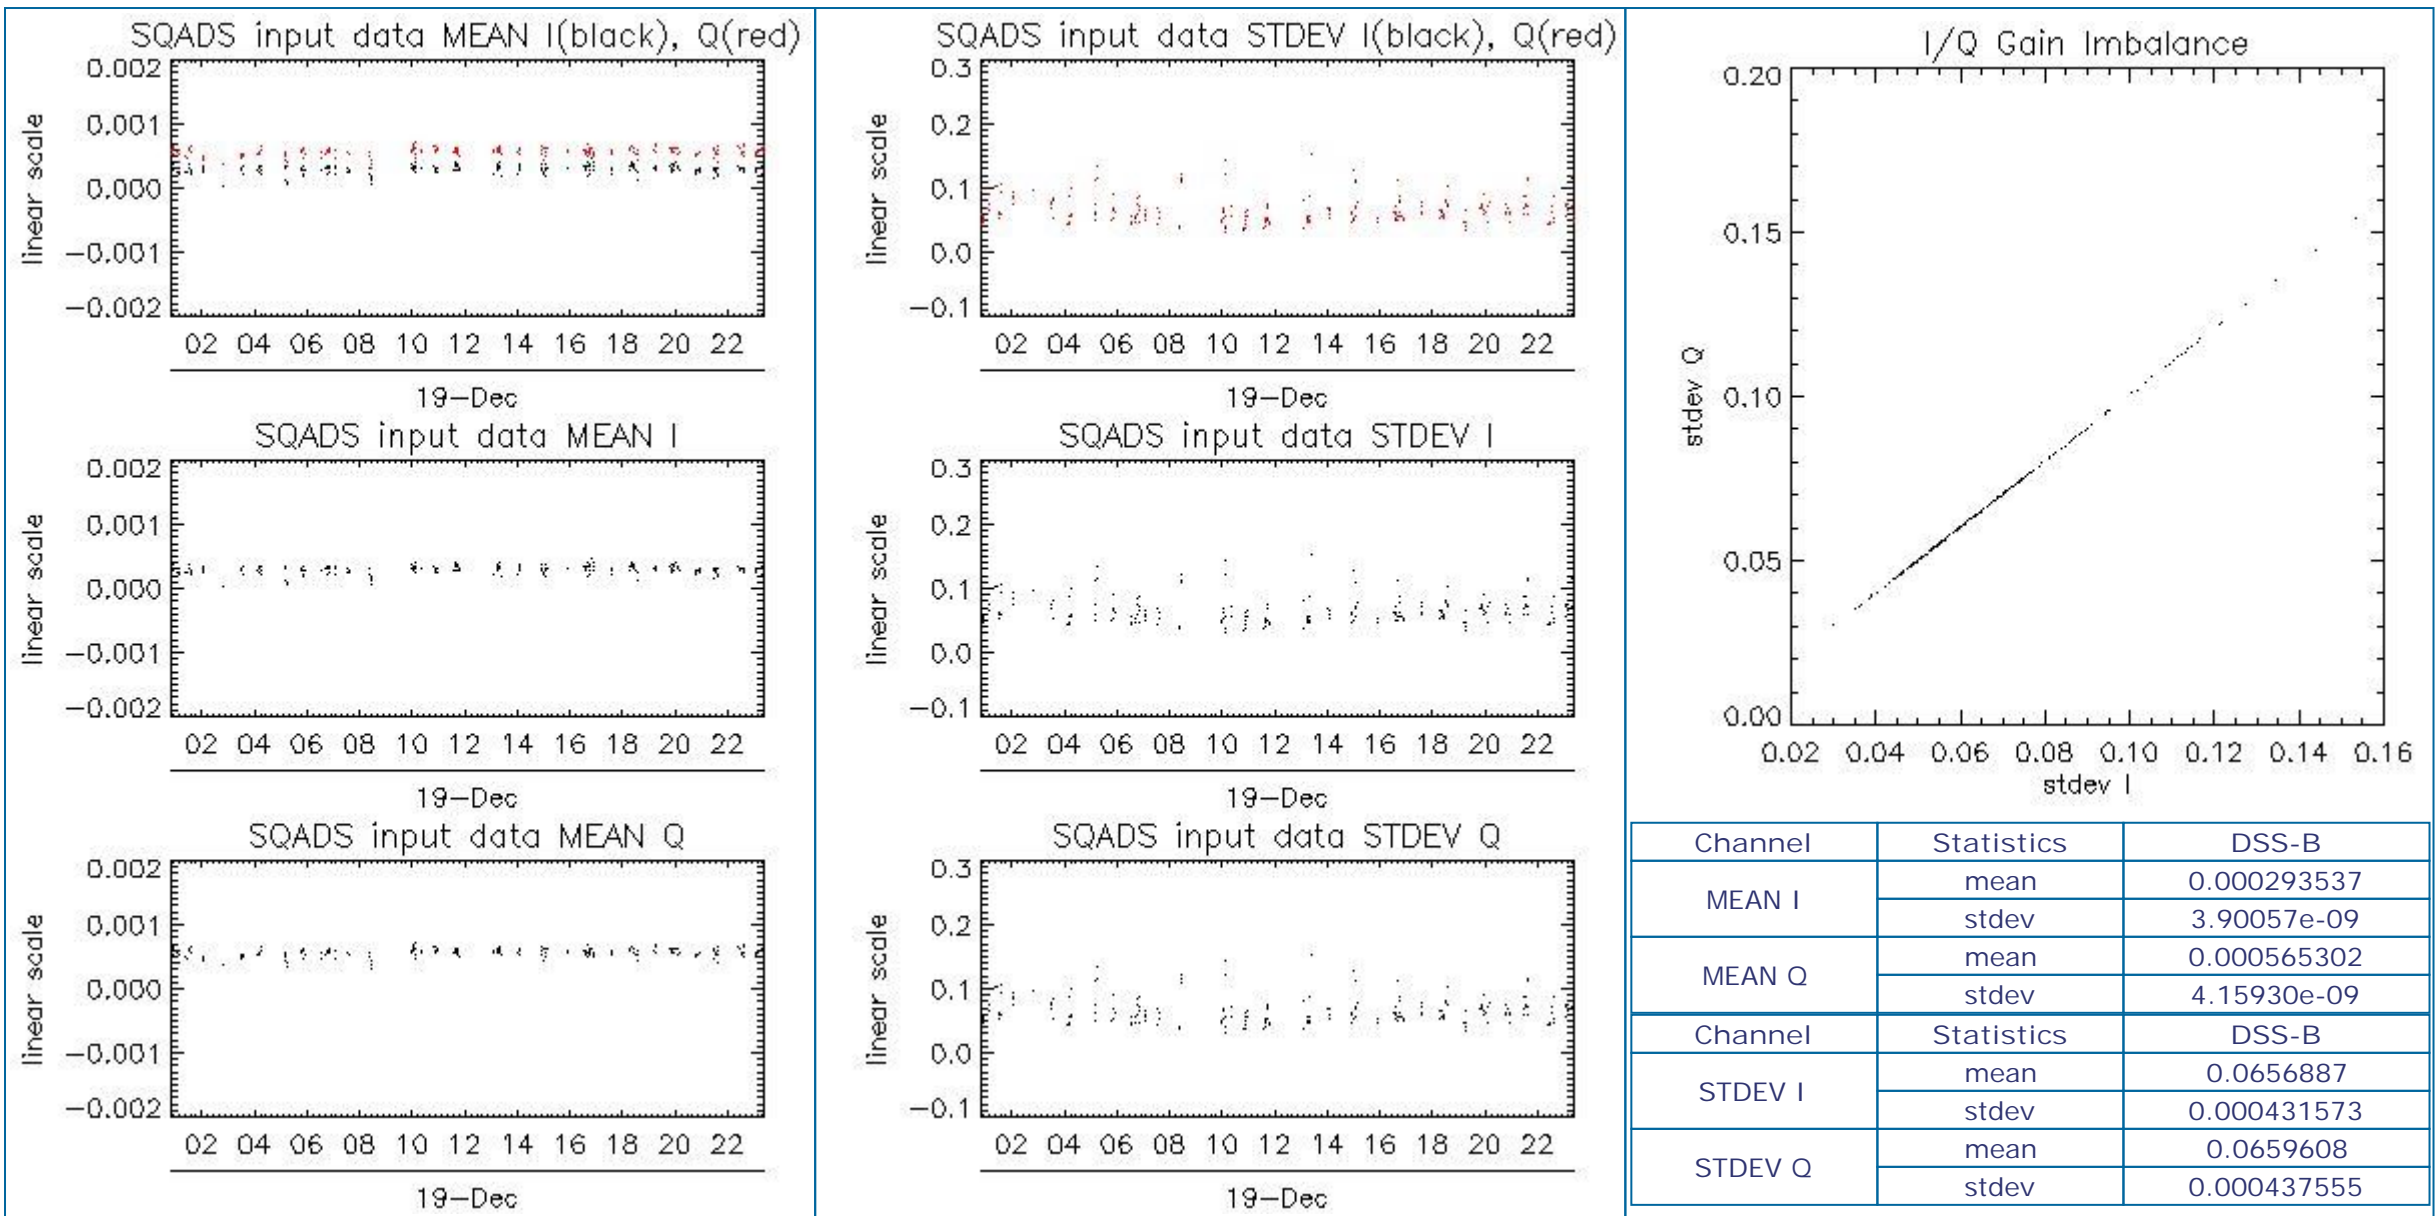 SQADS input data MEAN I(black), Q(red)
0.002
0.001
0.000
−0.001
−0.002
linear scale
02 04 06 08 10 12 14 16 18 20 22
19−Dec
SQADS input data MEAN I
0.002
0.001
0.000
−0.001
−0.002
linear scale
02 04 06 08 10 12 14 16 18 20 22
19−Dec
SQADS input data MEAN Q
0.002
0.001
0.000
−0.001
−0.002
linear scale
02 04 06 08 10 12 14 16 18 20 22
19−Dec
SQADS input data STDEV I(black), Q(red)
0.3
0.2
0.1
0.0
−0.1
linear scale
02 04 06 08 10 12 14 16 18 20 22
19−Dec
SQADS input data STDEV I
0.3
0.2
0.1
0.0
−0.1
linear scale
02 04 06 08 10 12 14 16 18 20 22
19−Dec
SQADS input data STDEV Q
0.3
0.2
0.1
0.0
−0.1
linear scale
02 04 06 08 10 12 14 16 18 20 22
19−Dec
I/Q Gain Imbalance
0.20
0.15
0.10
0.05
0.00
stdev Q
0.02 0.04 0.06 0.08 0.10 0.12 0.14 0.16
stdev I
Channel Statistics DSS-B
MEAN I mean 0.000293537
stdev 3.90057e-09
MEAN Q mean 0.000565302
stdev 4.15930e-09
Channel Statistics DSS-B
STDEV I mean 0.0656887
stdev 0.000431573
STDEV Q mean 0.0659608
stdev 0.000437555